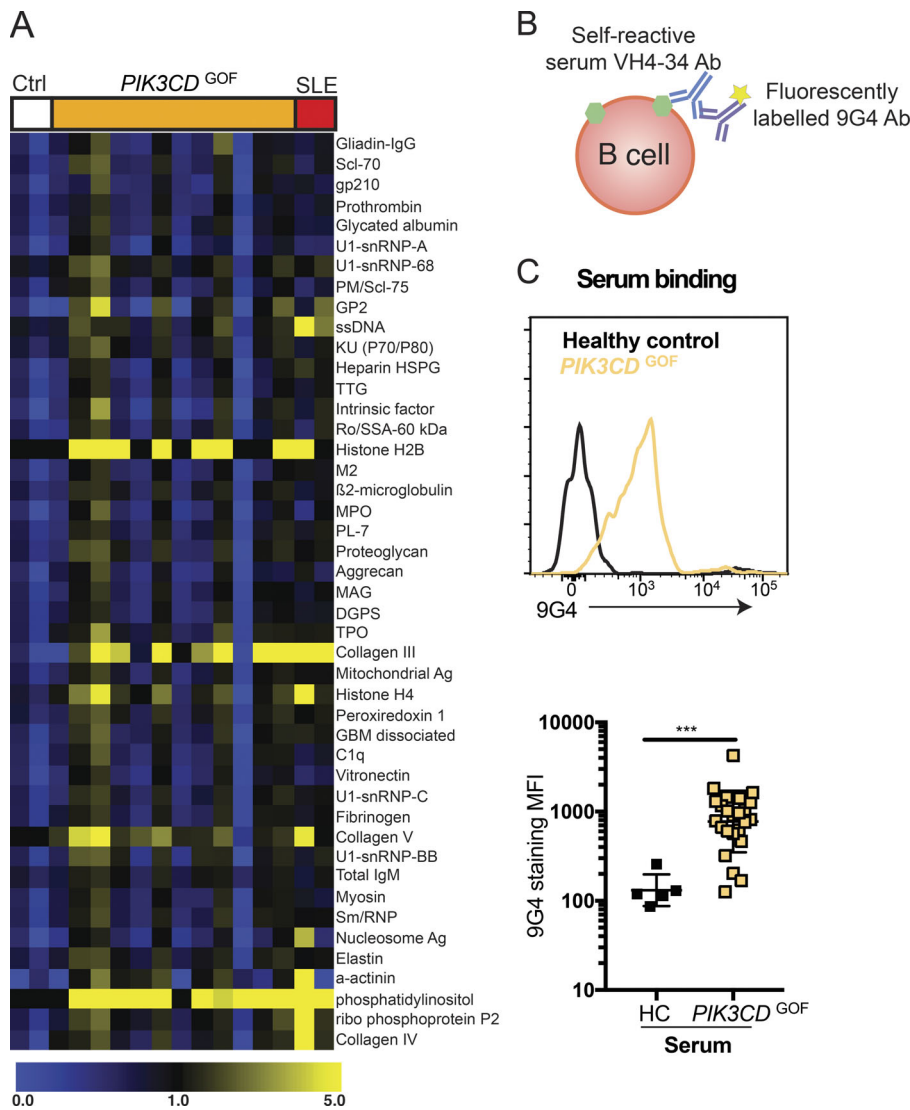 A
Ctrl
PIK3CD GOF
SLE
Gliadin-IgG
Scl-70
gp210
Prothrombin
Glycated albumin
U1-snRNP-A
U1-snRNP-68
PM/Scl-75
GP2
ssDNA
KU (P70/P80)
Heparin HSPG
TTG
Intrinsic factor
Ro/SSA-60 kDa
Histone H2B
M2
ß2-microglobulin
MPO
PL-7
Proteoglycan
Aggrecan
MAG
DGPS
TPO
Collagen III
Mitochondrial Ag
Histone H4
Peroxiredoxin 1
GBM dissociated
C1q
Vitronectin
U1-snRNP-C
Fibrinogen
Collagen V
U1-snRNP-BB
Total IgM
Myosin
Sm/RNP
Nucleosome Ag
Elastin
a-actinin
phosphatidylinositol
ribo phosphoprotein P2
Collagen IV
0.0 1.0 5.0
B
Self-reactive
serum VH4-34 Ab
Fluorescently
labelled 9G4 Ab
B cell
C
Serum binding
Healthy control
PIK3CD GOF
0 10³ 10⁴ 10⁵
9G4
10000
1000
100
10
9G4 staining MFI
***
HC PIK3CD GOF
Serum